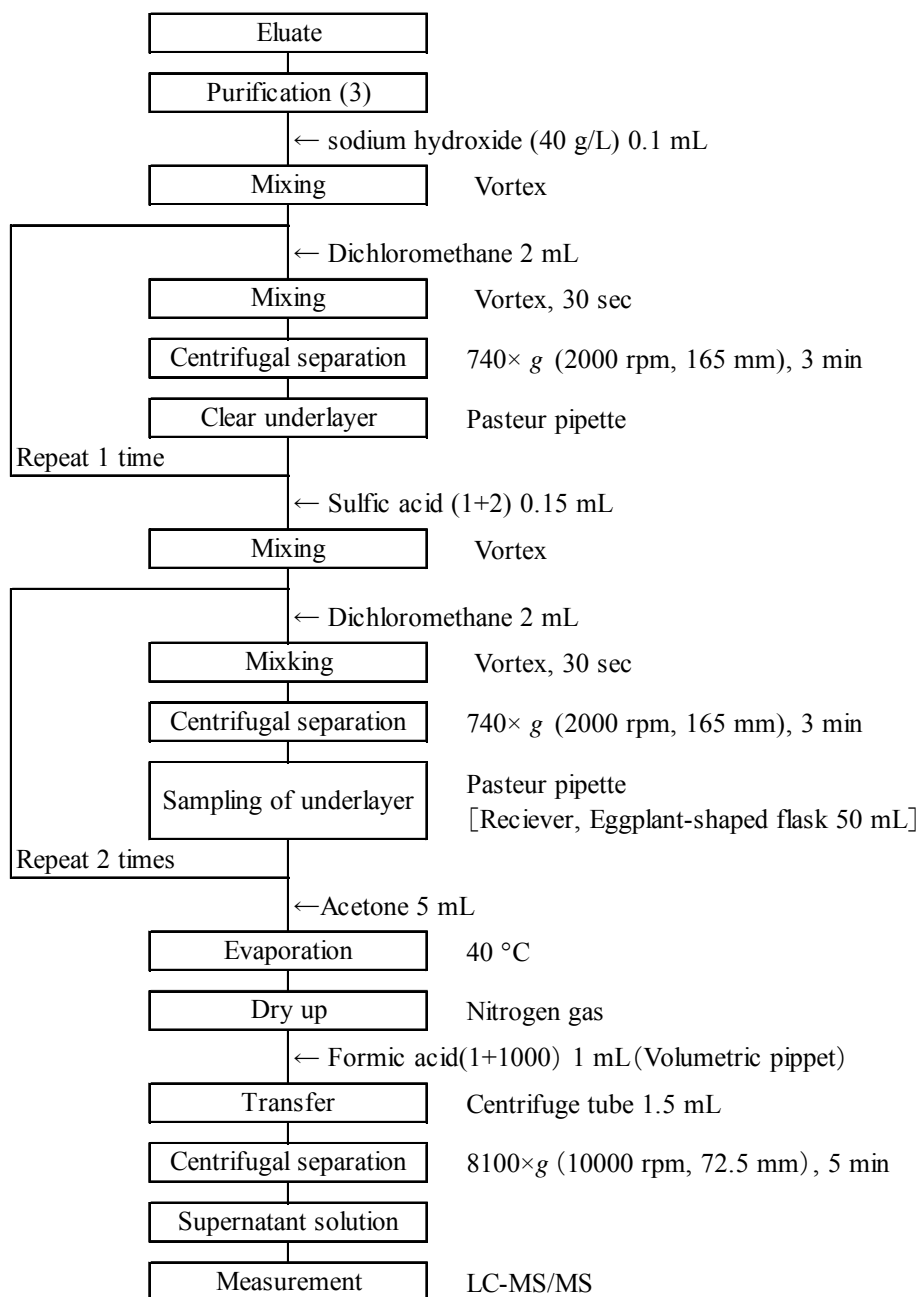 Eluate
Purification (3)
← sodium hydroxide (40 g/L) 0.1 mL
Mixing Vortex
← Dichloromethane 2 mL
Mixing Vortex, 30 sec
Centrifugal separation 740× g (2000 rpm, 165 mm), 3 min
Clear underlayer Pasteur pipette
Repeat 1 time
← Sulfic acid (1+2) 0.15 mL
Mixing Vortex
← Dichloromethane 2 mL
Mixking Vortex, 30 sec
Centrifugal separation 740× g (2000 rpm, 165 mm), 3 min
Sampling of underlayer Pasteur pipette
[Reciever, Eggplant-shaped flask 50 mL]
Repeat 2 times
←Acetone 5 mL
Evaporation 40 °C
Dry up Nitrogen gas
← Formic acid(1+1000) 1 mL(Volumetric pippet)
Transfer Centrifuge tube 1.5 mL
Centrifugal separation 8100×g (10000 rpm, 72.5 mm), 5 min
Supernatant solution
Measurement LC-MS/MS